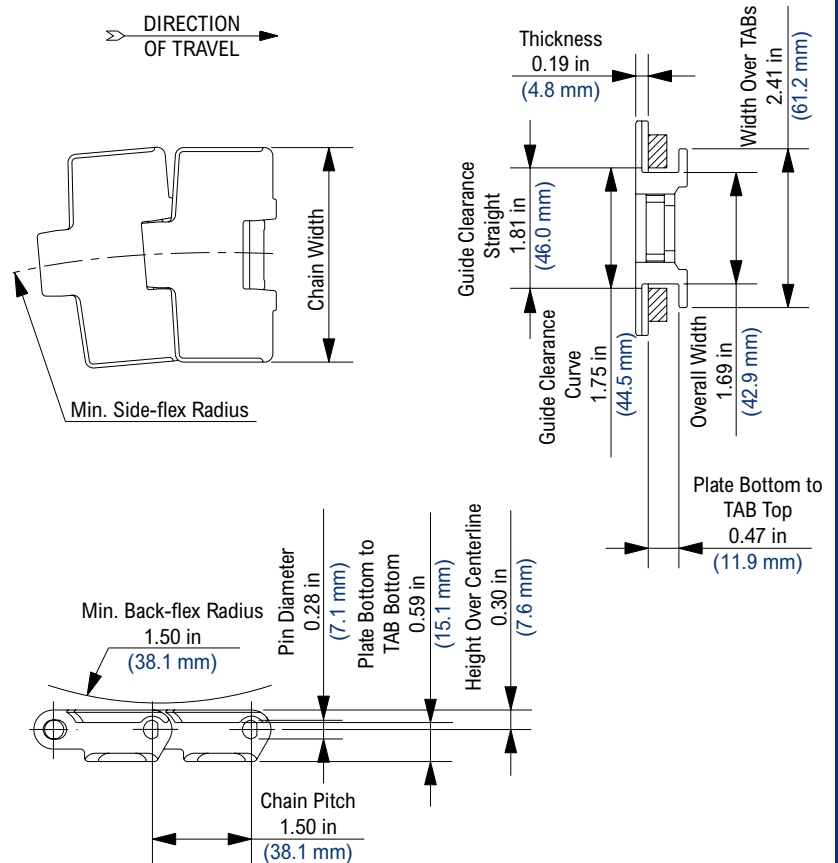 DIRECTION
OF TRAVEL
Chain Width
Min. Side-flex Radius
Thickness
0.19 in
(4.8 mm)
Width Over TABs
2.41 in
(61.2 mm)
Guide Clearance
Straight
1.81 in
(46.0 mm)
Guide Clearance
Curve
1.75 in
(44.5 mm)
Overall Width
1.69 in
(42.9 mm)
Plate Bottom to
TAB Top
0.47 in
(11.9 mm)
Min. Back-flex Radius
1.50 in
(38.1 mm)
Pin Diameter
0.28 in
(7.1 mm)
Plate Bottom to
TAB Bottom
0.59 in
(15.1 mm)
Height Over Centerline
0.30 in
(7.6 mm)
Chain Pitch
1.50 in
(38.1 mm)